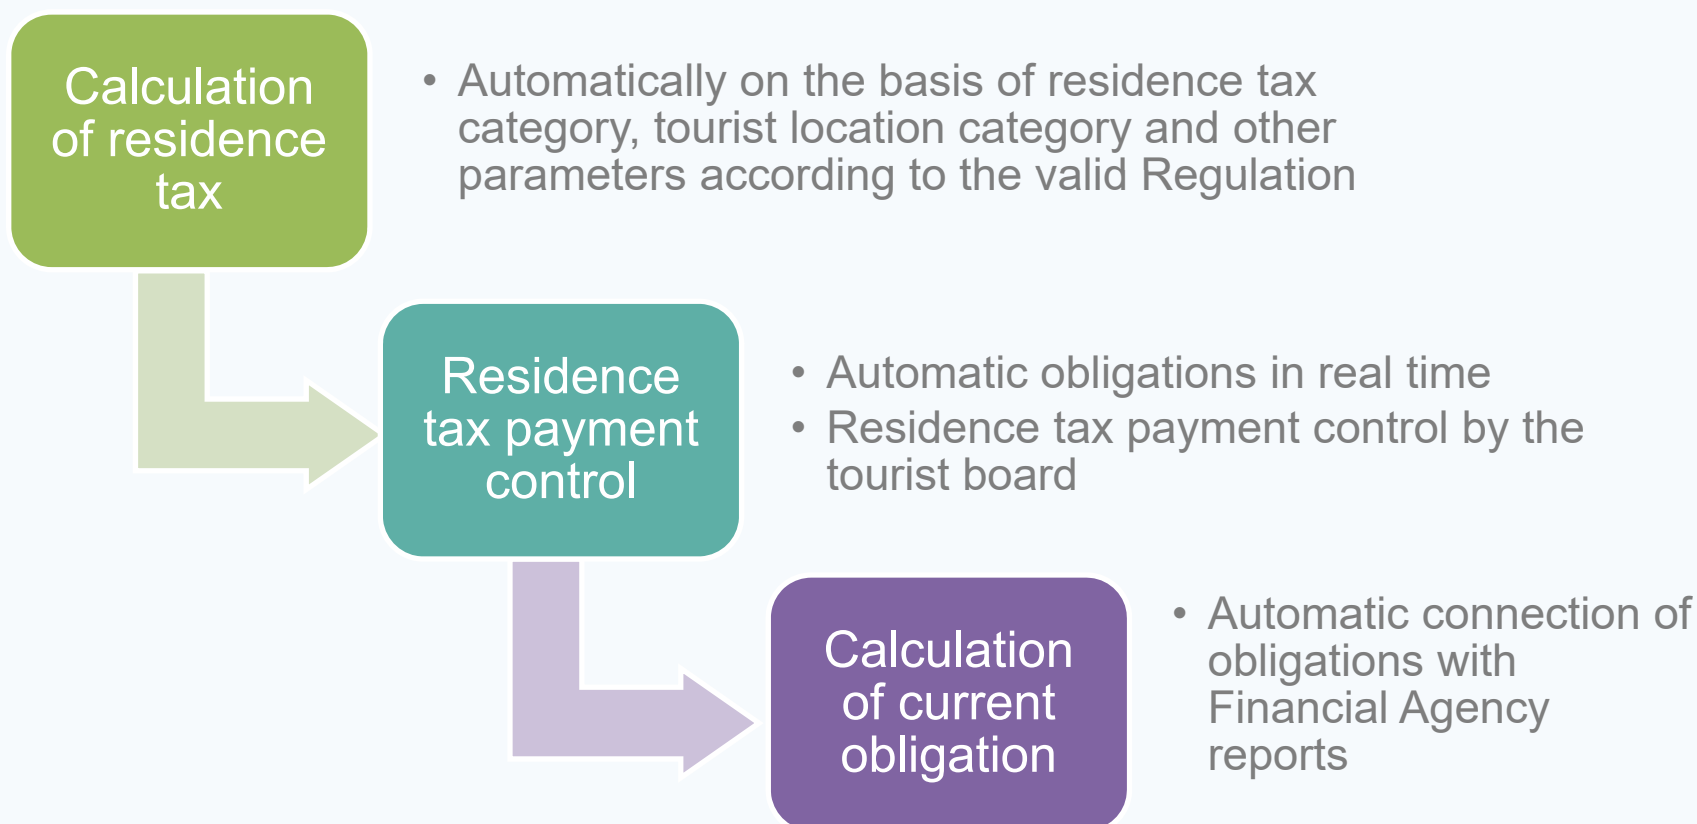 Calculation
of residence
tax
• Automatically on the basis of residence tax
category, tourist location category and other
parameters according to the valid Regulation
Residence
tax payment
control
• Automatic obligations in real time
• Residence tax payment control by the
tourist board
Calculation
of current
obligation
• Automatic connection of
obligations with
Financial Agency
reports